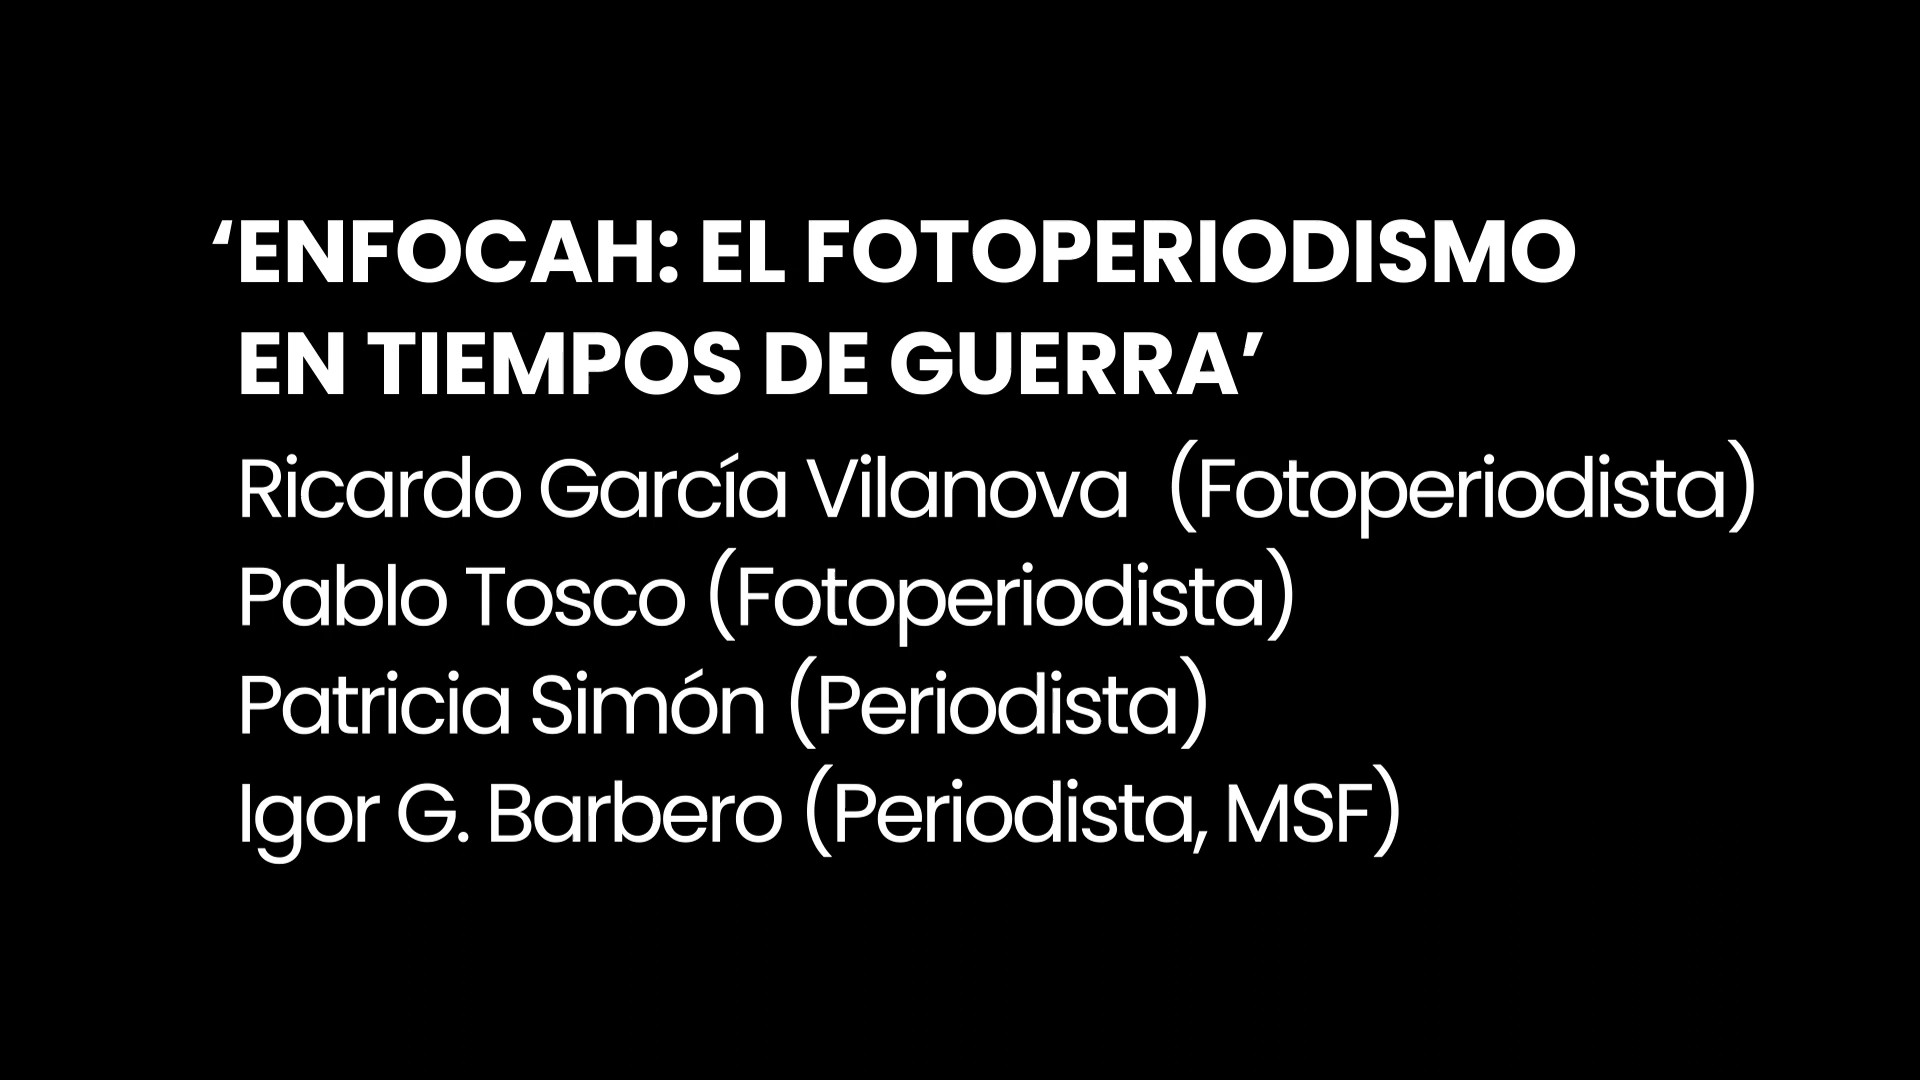 ‘ENFOCAH: EL FOTOPERIODISMO
EN TIEMPOS DE GUERRA’
Ricardo García Vilanova (Fotoperiodista)
Pablo Tosco (Fotoperiodista)
Patricia Simón (Periodista)
Igor G. Barbero (Periodista, MSF)